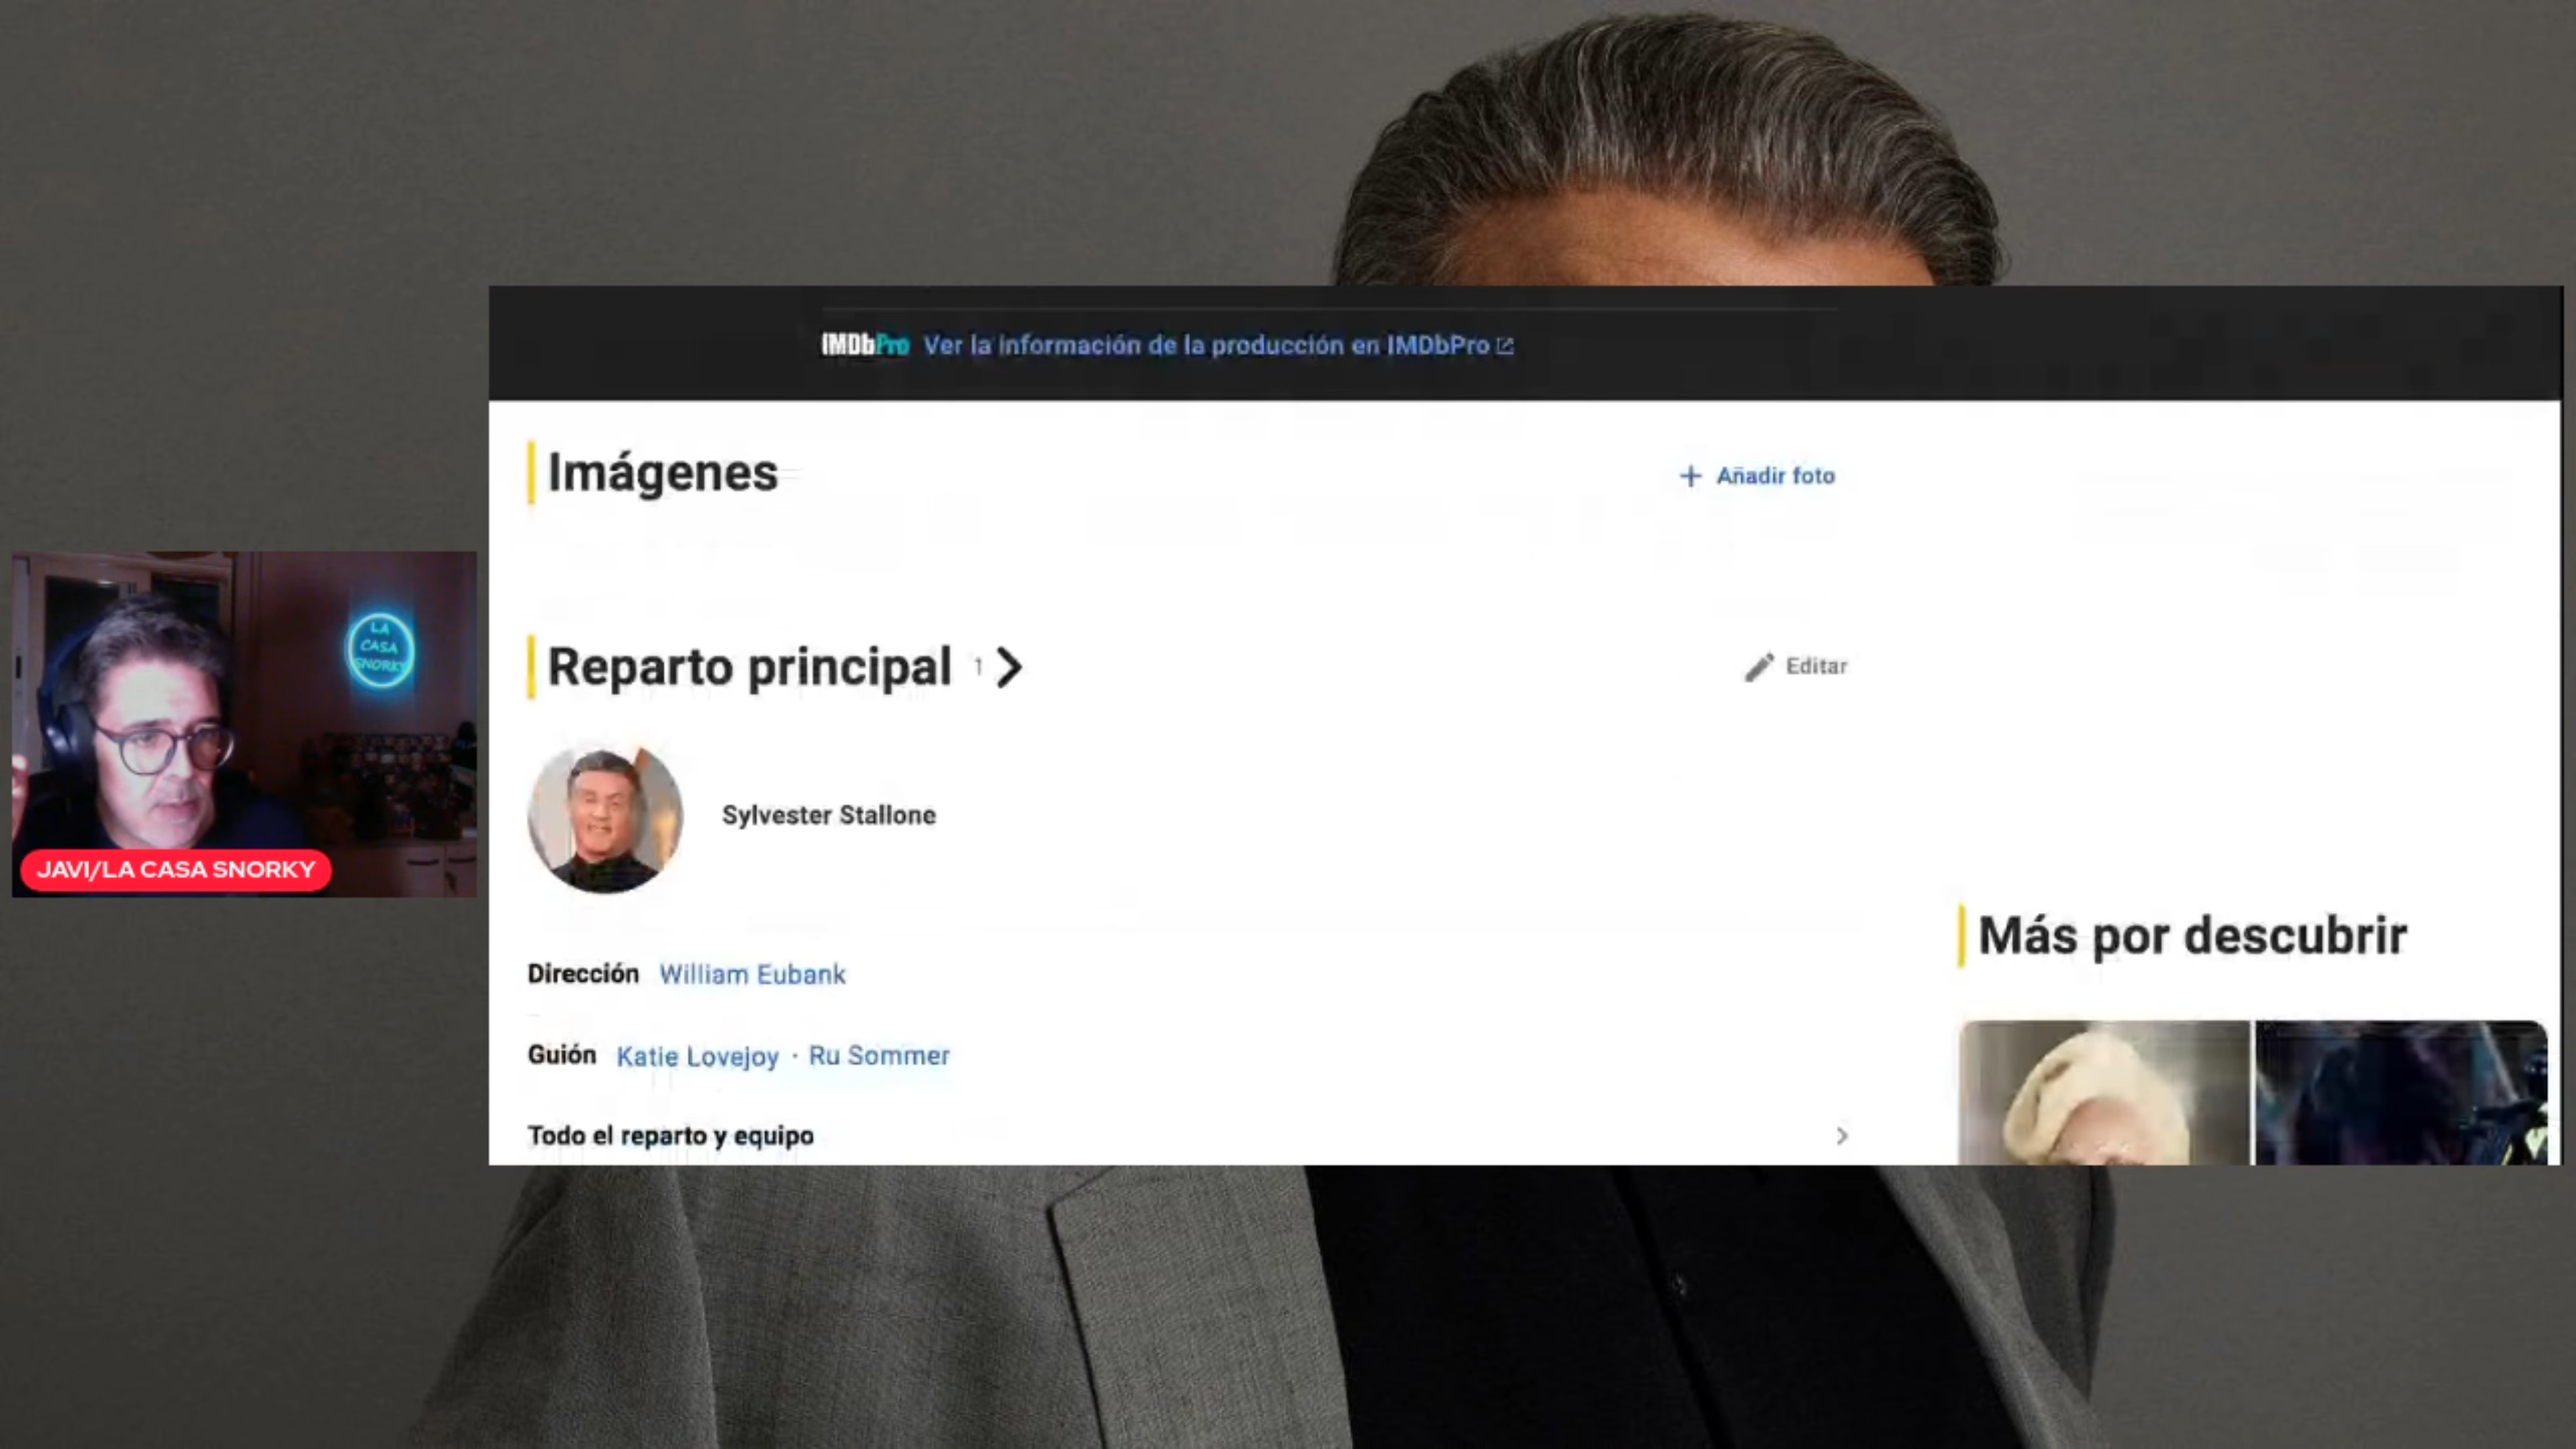 IMDbPro Ver la información de la producción en IMDbPro
Imágenes
+ Añadir foto
Reparto principal 1
Editar
LA
CASA
SNORKY
Sylvester Stallone
JAVI/LA CASA SNORKY
Más por descubrir
Dirección William Eubank
Guión Katie Lovejoy · Ru Sommer
Todo el reparto y equipo